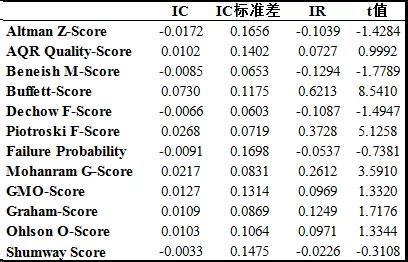 IC IC标准差 IR t值
Altman Z-Score -0.0172 0.1656 -0.1039 -1.4284
AQR Quality-Score 0.0102 0.1402 0.0727 0.9992
Beneish M-Score -0.0085 0.0653 -0.1294 -1.7789
Buffett-Score 0.0730 0.1175 0.6213 8.5410
Dechow F-Score -0.0066 0.0603 -0.1087 -1.4947
Piotroski F-Score 0.0268 0.0719 0.3728 5.1258
Failure Probability -0.0091 0.1698 -0.0537 -0.7381
Mohanram G-Score 0.0217 0.0831 0.2612 3.5910
GMO-Score 0.0127 0.1314 0.0969 1.3320
Graham-Score 0.0109 0.0869 0.1249 1.7176
Ohlson O-Score 0.0103 0.1064 0.0971 1.3344
Shumway Score -0.0033 0.1475 -0.0226 -0.3108